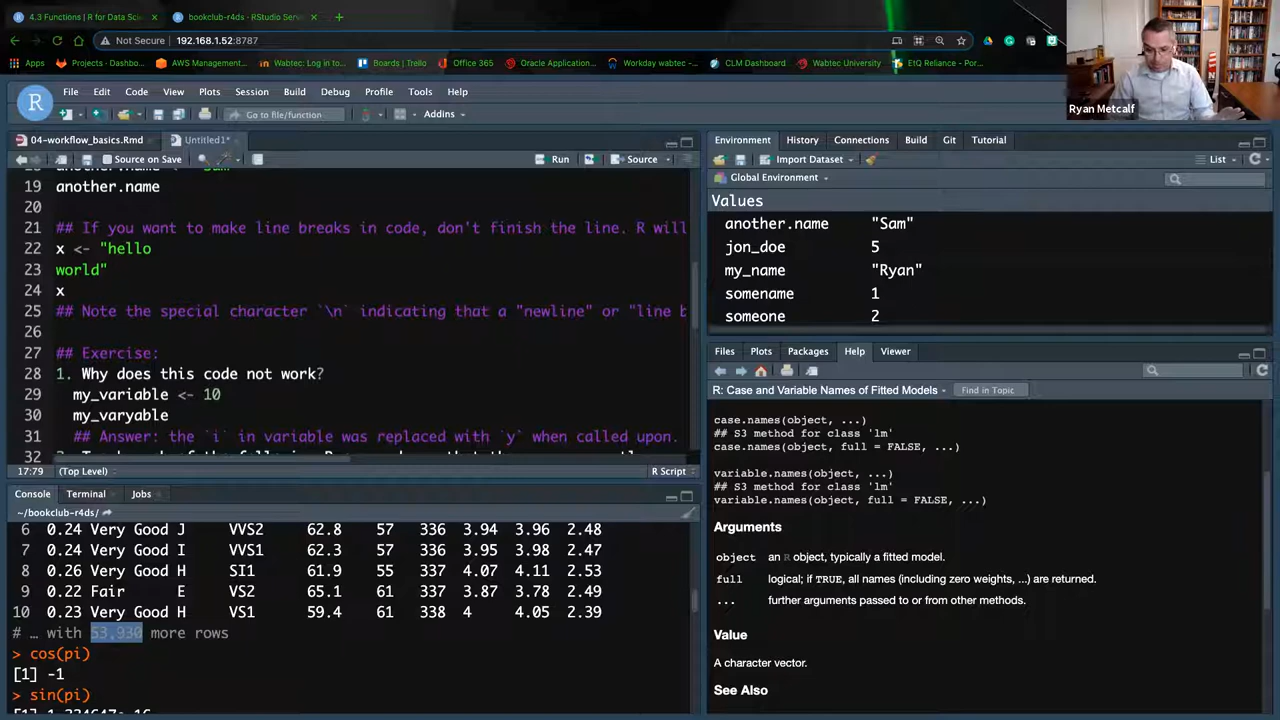 4.3 Functions | R for Data Sci
bookclub-r4ds - RStudio Serv
Not Secure 192.168.1.52:8787
Apps Projects - Dashbo... AWS Management... Wabtec: Log in to... Boards | Trello Office 365 Oracle Application... Workday wabtec -... CLM Dashboard Wabtec University EtQ Reliance - Por...
Ryan Metcalf
File Edit Code View Plots Session Build Debug Profile Tools Help
Go to file/function Addins
04-workflow_basics.Rmd Untitled1*
Source on Save Run Source
19 another.name
20
21 ## If you want to make line breaks in code, don't finish the line. R will
22 x <- "hello
23 world"
24 x
25 ## Note the special character `\n` indicating that a "newline" or "line b
26
27 ## Exercise:
28 1. Why does this code not work?
29 my_variable <- 10
30 my_varyable
31 ## Answer: the `i` in variable was replaced with `y` when called upon.
32
17:79 (Top Level) R Script
Console Terminal Jobs
~/bookclub-r4ds/
6 0.24 Very Good J VVS2 62.8 57 336 3.94 3.96 2.48
7 0.24 Very Good I VVS1 62.3 57 336 3.95 3.98 2.47
8 0.26 Very Good H SI1 61.9 55 337 4.07 4.11 2.53
9 0.22 Fair E VS2 65.1 61 337 3.87 3.78 2.49
10 0.23 Very Good H VS1 59.4 61 338 4 4.05 2.39
# … with 53,930 more rows
> cos(pi)
[1] -1
> sin(pi)
Environment History Connections Build Git Tutorial
Import Dataset List
Global Environment
Values
another.name "Sam"
jon_doe 5
my_name "Ryan"
somename 1
someone 2
Files Plots Packages Help Viewer
R: Case and Variable Names of Fitted Models Find in Topic
case.names(object, ...)
## S3 method for class 'lm'
case.names(object, full = FALSE, ...)
variable.names(object, ...)
## S3 method for class 'lm'
variable.names(object, full = FALSE, ...)
Arguments
object an R object, typically a fitted model.
full logical; if TRUE, all names (including zero weights, ...) are returned.
... further arguments passed to or from other methods.
Value
A character vector.
See Also